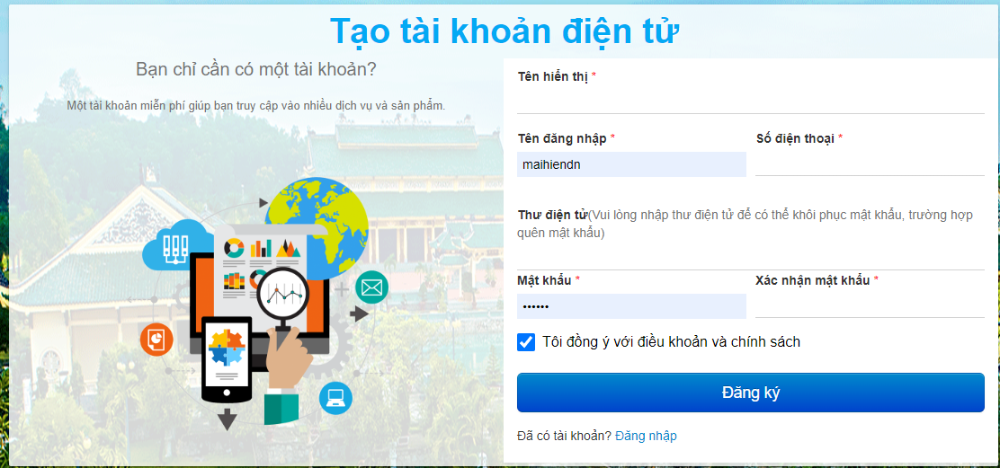 Tạo tài khoản điện tử
Bạn chỉ cần có một tài khoản?
Một tài khoản miễn phí giúp bạn truy cập vào nhiều dịch vụ và sản phẩm.
Tên hiển thị *
Tên đăng nhập *
Số điện thoại *
maihiendn
Thư điện tử(Vui lòng nhập thư điện tử để có thể khôi phục mật khẩu, trường hợp
quên mật khẩu)
Mật khẩu *
Xác nhận mật khẩu *
••••••
Tôi đồng ý với điều khoản và chính sách
Đăng ký
Đã có tài khoản? Đăng nhập